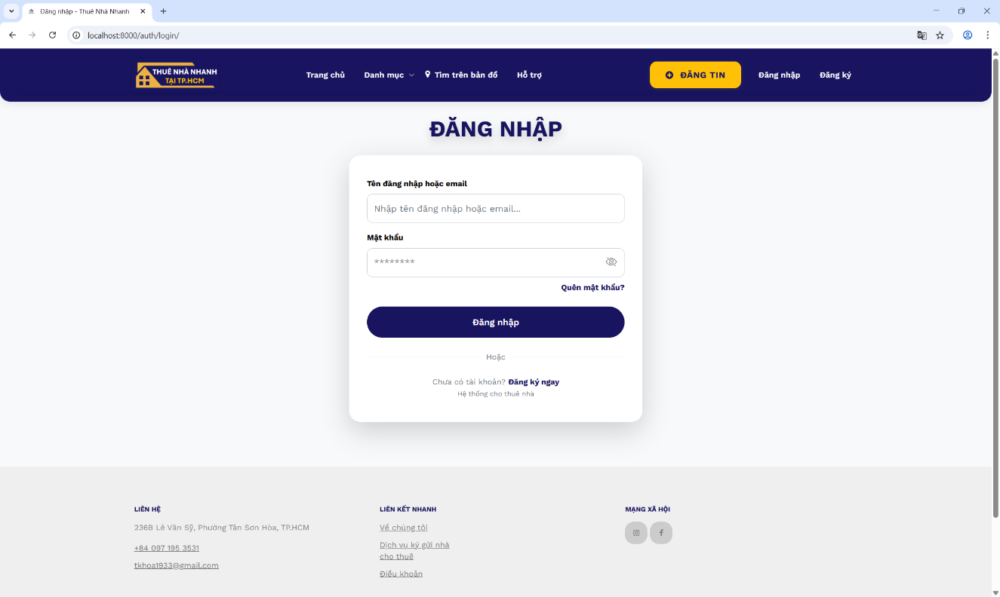 Đăng nhập - Thuê Nhà Nhanh
localhost:8000/auth/login/
THUÊ NHÀ NHANH
TẠI TP.HCM
Trang chủ
Danh mục
Tìm trên bản đồ
Hỗ trợ
ĐĂNG TIN
Đăng nhập
Đăng ký
ĐĂNG NHẬP
Tên đăng nhập hoặc email
Nhập tên đăng nhập hoặc email...
Mật khẩu
********
Quên mật khẩu?
Đăng nhập
Hoặc
Chưa có tài khoản? Đăng ký ngay
Hệ thống cho thuê nhà
LIÊN HỆ
236B Lê Văn Sỹ, Phường Tân Sơn Hòa, TP.HCM
+84 097 195 3531
tkhoa1933@gmail.com
LIÊN KẾT NHANH
Về chúng tôi
Dịch vụ ký gửi nhà
cho thuê
Điều khoản
MẠNG XÃ HỘI